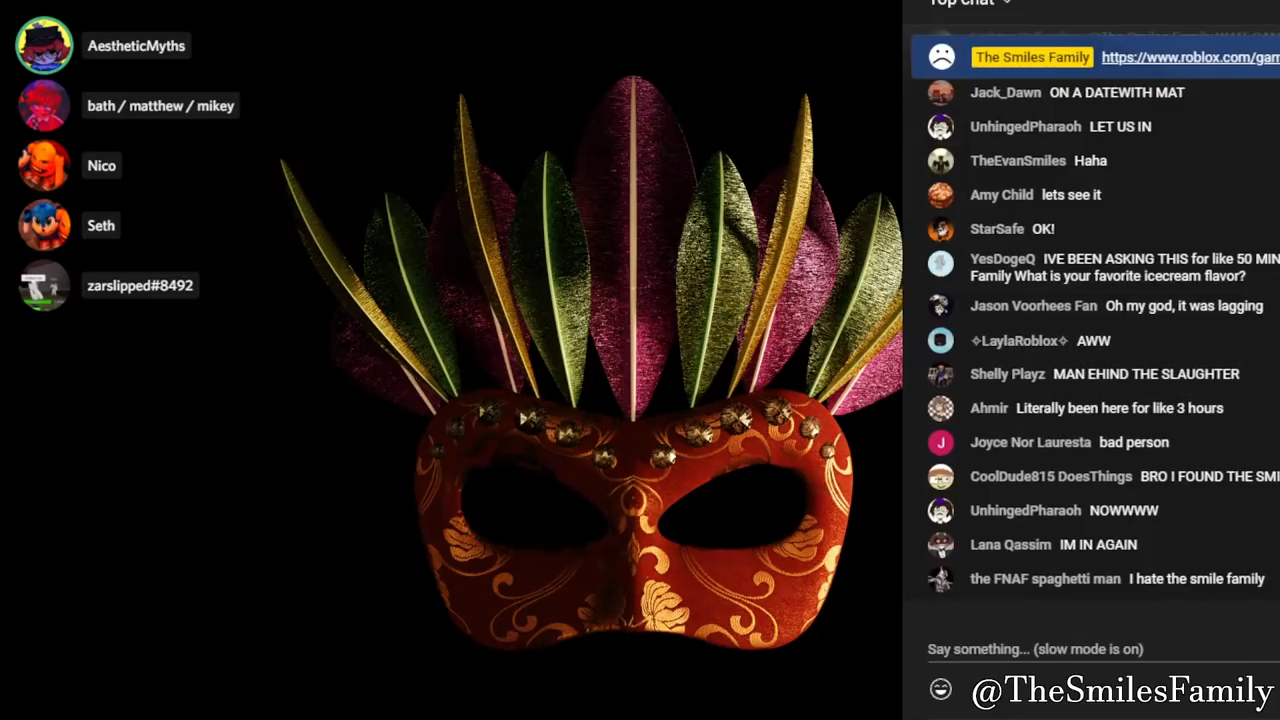 AestheticMyths
bath / matthew / mikey
Nico
Seth
zarslipped#8492
The Smiles Family https://www.roblox.com/gam
Jack_Dawn ON A DATEWITH MAT
UnhingedPharaoh LET US IN
TheEvanSmiles Haha
Amy Child lets see it
StarSafe OK!
YesDogeQ IVE BEEN ASKING THIS for like 50 MIN
Family What is your favorite icecream flavor?
Jason Voorhees Fan Oh my god, it was lagging
✧LaylaRoblox✧ AWW
Shelly Playz MAN EHIND THE SLAUGHTER
Ahmir Literally been here for like 3 hours
J Joyce Nor Lauresta bad person
CoolDude815 DoesThings BRO I FOUND THE SMI
UnhingedPharaoh NOWWWW
Lana Qassim IM IN AGAIN
the FNAF spaghetti man I hate the smile family
Say something... (slow mode is on)
@TheSmilesFamily